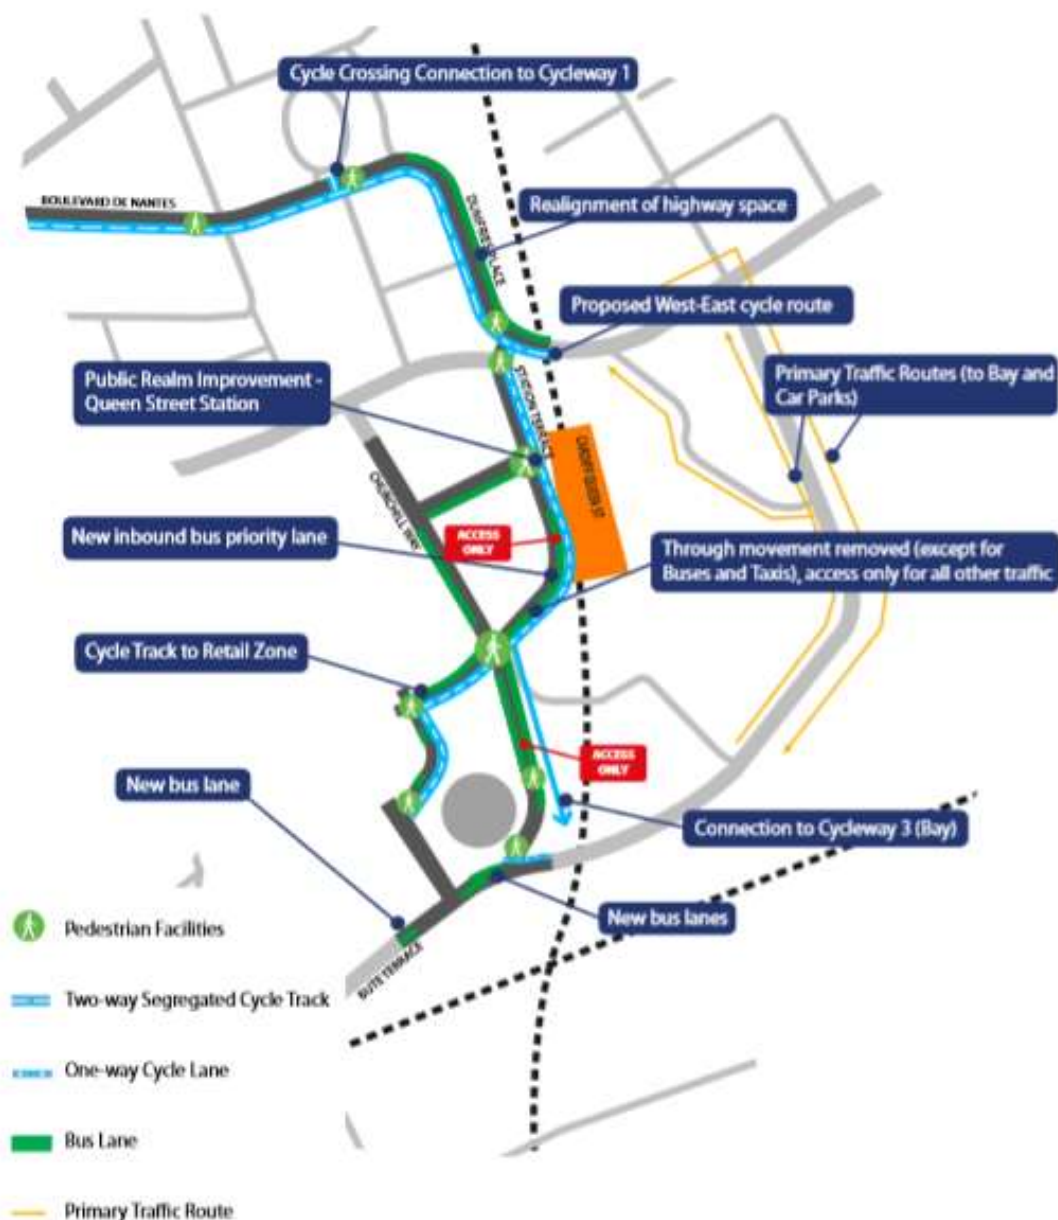 Cycle Crossing Connection to Cycleway 1
BOULEVARD DE NANTES
DUMFRIES PLACE
Realignment of highway space
Proposed West-East cycle route
Public Realm Improvement -
Queen Street Station
STATION TERRACE
Primary Traffic Routes (to Bay and
Car Parks)
CARDIFF QUEEN ST
CHURCHILL WAY
New inbound bus priority lane
ACCESS
ONLY
Through movement removed (except for
Buses and Taxis), access only for all other traffic
Cycle Track to Retail Zone
ACCESS
ONLY
New bus lane
Connection to Cycleway 3 (Bay)
New bus lanes
BUTE TERRACE
Pedestrian Facilities
Two-way Segregated Cycle Track
One-way Cycle Lane
Bus Lane
Primary Traffic Route